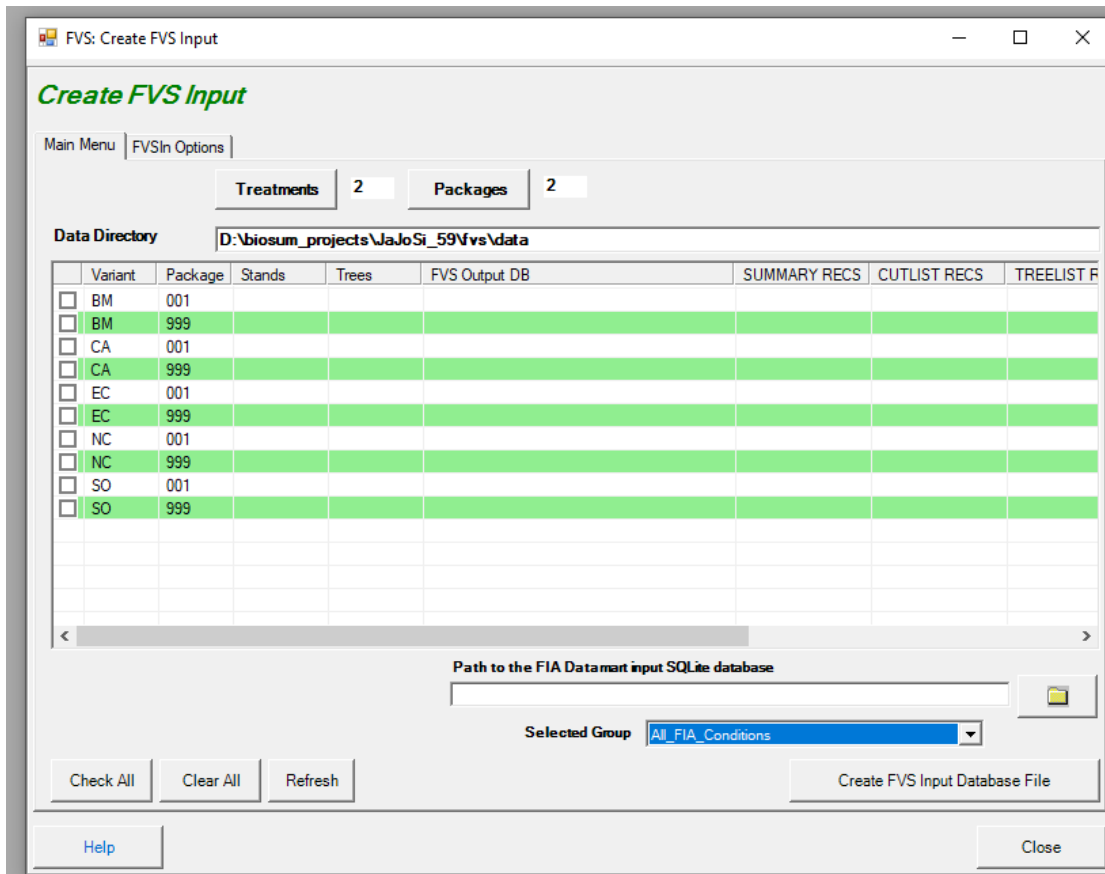 FVS: Create FVS Input
Create FVS Input
Main Menu FVSIn Options
Treatments 2 Packages 2
Data Directory D:\biosum_projects\JaJoSi_59\fvs\data
Variant Package Stands Trees FVS Output DB SUMMARY RECS CUTLIST RECS TREELIST R
BM 001
BM 999
CA 001
CA 999
EC 001
EC 999
NC 001
NC 999
SO 001
SO 999
Path to the FIA Datamart input SQLite database
Selected Group All_FIA_Conditions
Check All Clear All Refresh Create FVS Input Database File
Help Close